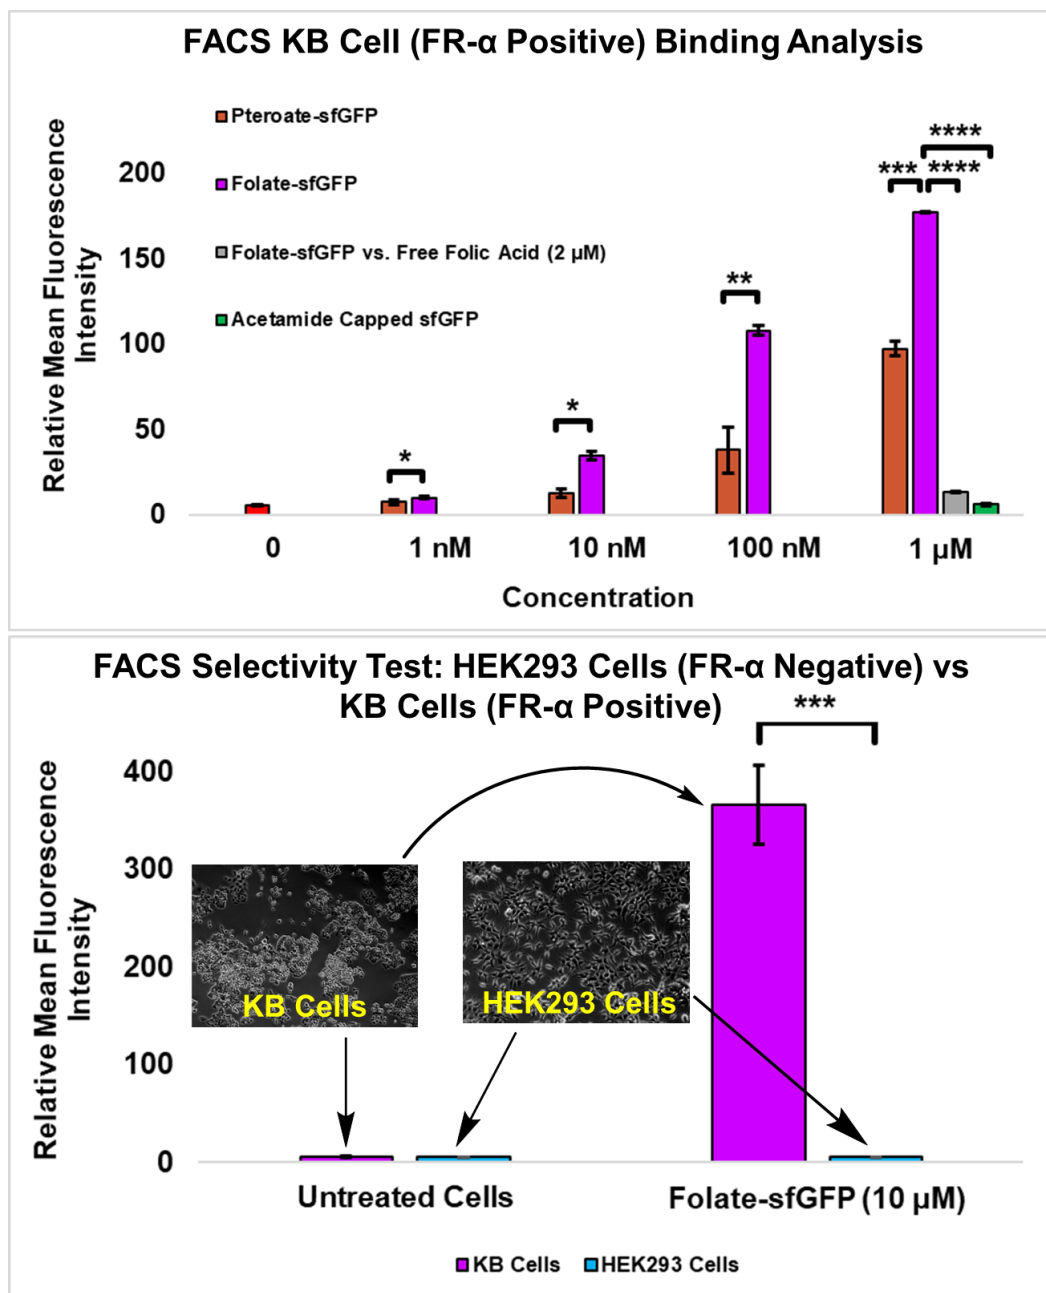 FACS KB Cell (FR-α Positive) Binding Analysis
Relative Mean Fluorescence
Intensity
Pteroate-sfGFP
Folate-sfGFP
Folate-sfGFP vs. Free Folic Acid (2 µM)
Acetamide Capped sfGFP
200
150
100
50
0
*
*
**
***
****
****
0
1 nM
10 nM
100 nM
1 µM
Concentration
FACS Selectivity Test: HEK293 Cells (FR-α Negative) vs
KB Cells (FR-α Positive)
***
Relative Mean Fluorescence
Intensity
400
300
200
100
0
KB Cells
HEK293 Cells
Untreated Cells
Folate-sfGFP (10 µM)
KB Cells
HEK293 Cells